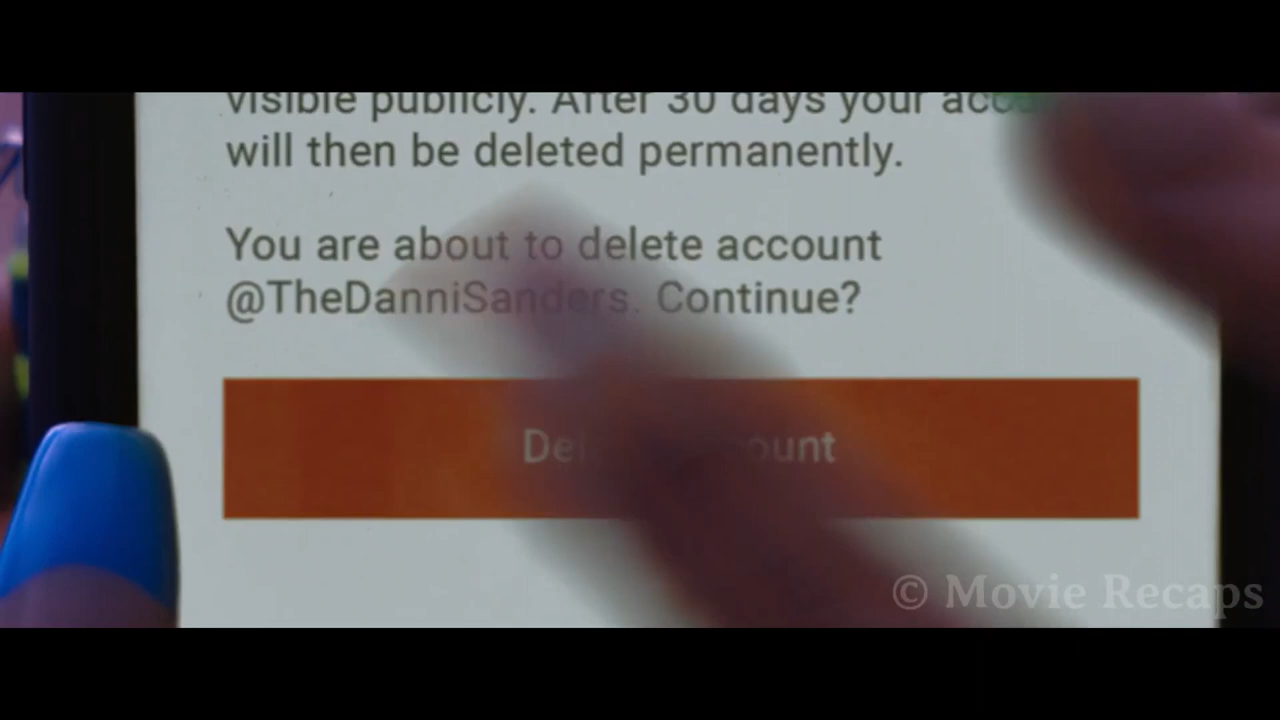 visible publicly. After 30 days your
will then be deleted permanently.
You are about to delete account
@TheDanniSanders. Continue?
© Movie Recaps